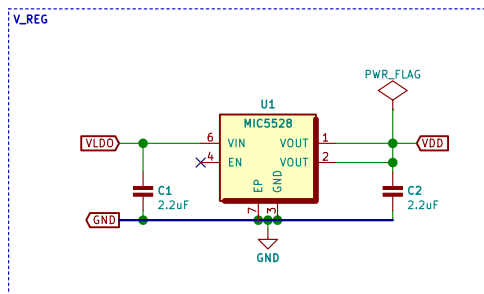 V_REG
PWR_FLAG
U1
MIC5528
VLDO
6
VIN
VOUT
1
VDD
4
EN
VOUT
2
EP
GND
C1
2.2uF
C2
2.2uF
7
3
GND
GND